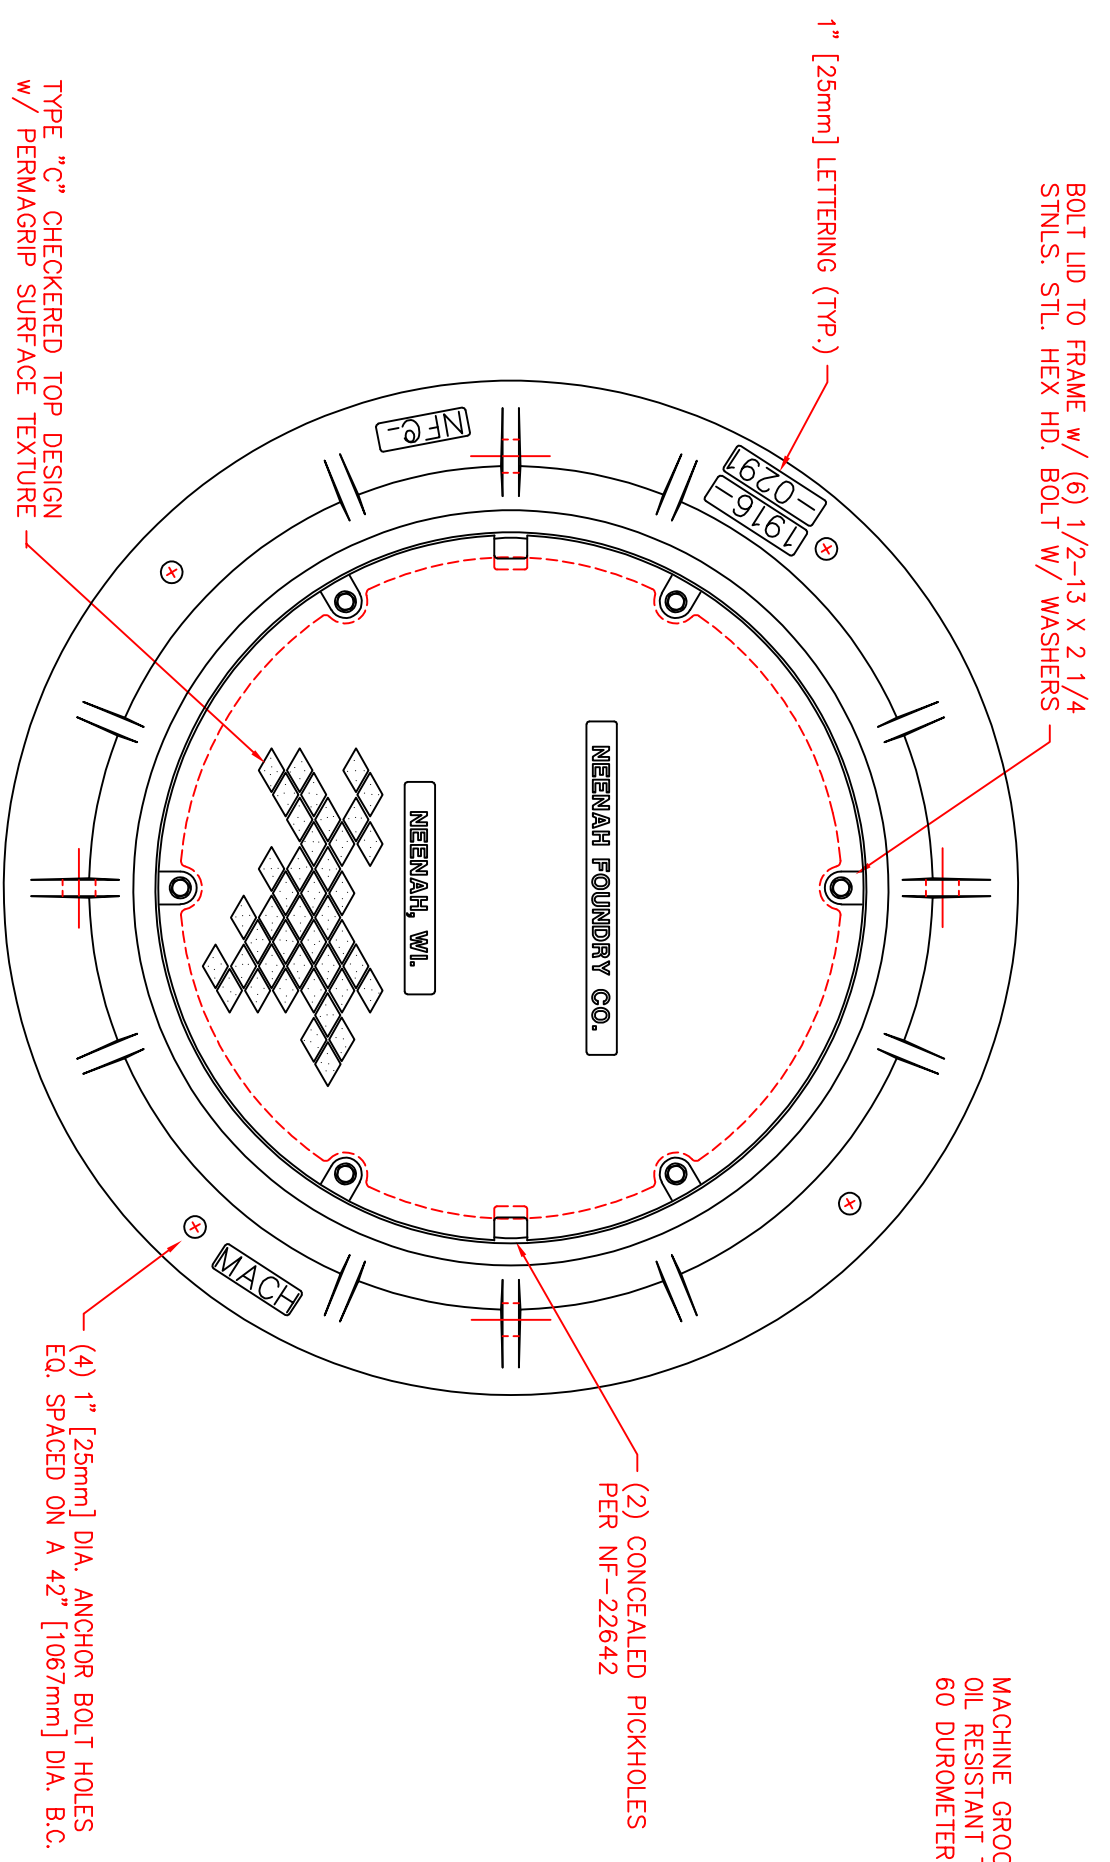 BOLT LID TO FRAME w/ (6) 1/2-13 X 2 1/4
STNLS. STL. HEX HD. BOLT W/ WASHERS
1" [25mm] LETTERING (TYP.)
TYPE "C" CHECKERED TOP DESIGN
w/ PERMAGRIP SURFACE TEXTURE
NFCo-
1916-
-0291
NEENAH FOUNDRY CO.
NEENAH, WI.
MACH
(2) CONCEALED PICKHOLES
PER NF-22642
(4) 1" [25mm] DIA. ANCHOR BOLT HOLES
EQ. SPACED ON A 42" [1067mm] DIA. B.C.
MACHINE
OIL RESISTANT
60 DUROMETER